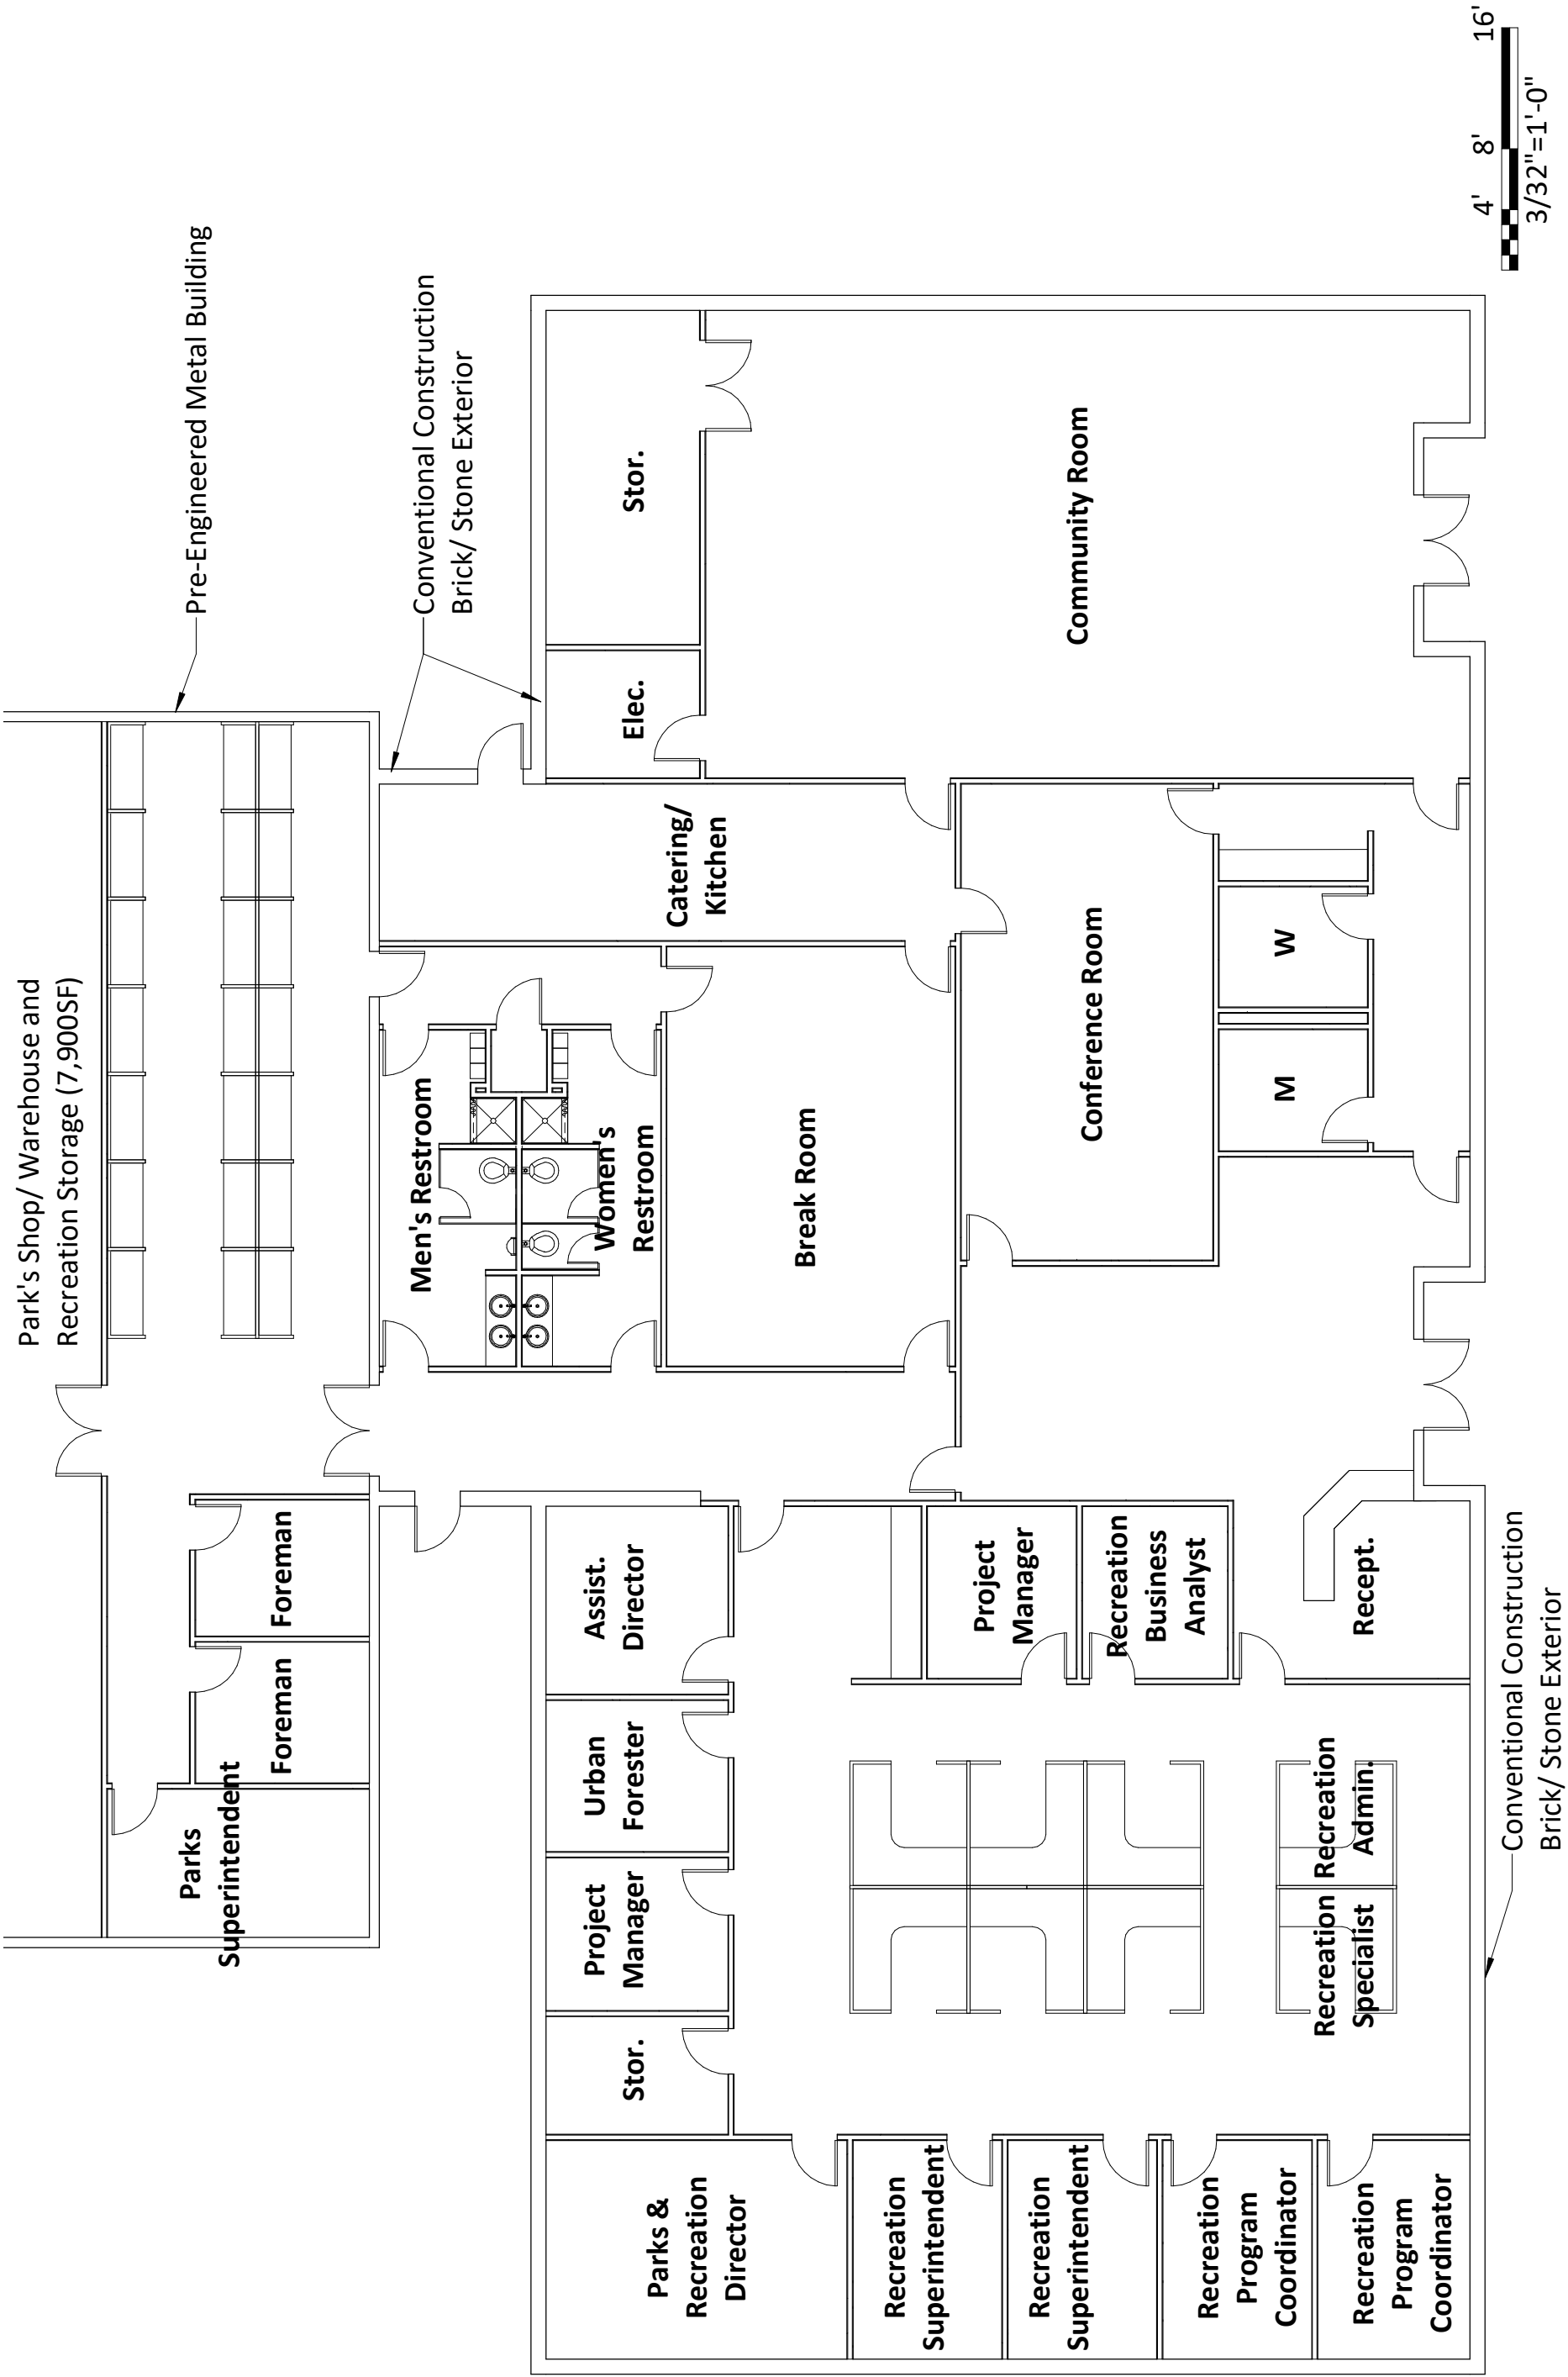 Park's Shop/ Warehouse and
Recreation Storage (7,900SF)
Pre-Engineered Metal Building
Parks
Superintendent
Foreman
Foreman
Conventional Construction
Brick/ Stone Exterior
Men's Restroom
Women's
Restroom
Catering/
Kitchen
Elec.
Stor.
Parks &
Recreation
Director
Stor.
Project
Manager
Urban
Forester
Assist.
Director
Break Room
Recreation
Superintendent
Recreation
Superintendent
Project
Manager
Recreation
Business
Analyst
Conference Room
Community Room
Recreation
Program
Coordinator
Recreation
Program
Coordinator
Recreation
Specialist
Recreation
Admin.
Recept.
M
W
Conventional Construction
Brick/ Stone Exterior
4' 8' 16'
3/32"=1'-0"